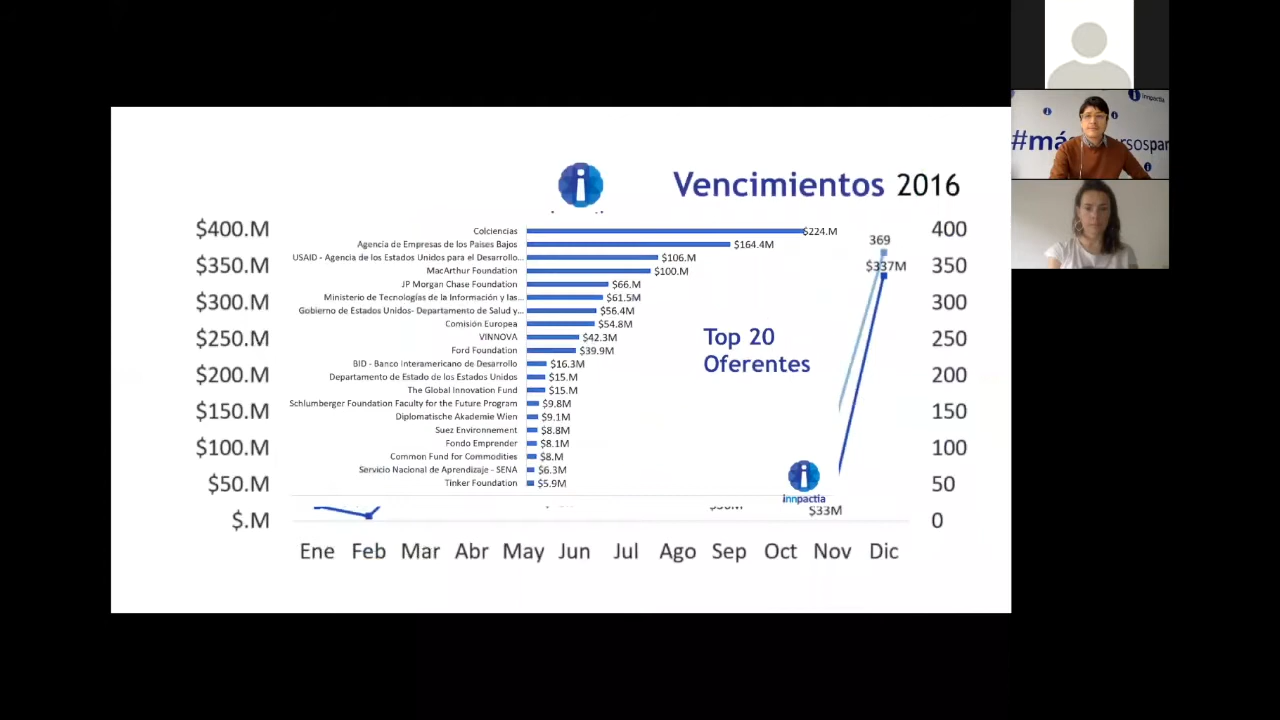 innpactia
#má
rsospar
Vencimientos 2016
$400.M
$350.M
$300.M
$250.M
$200.M
$150.M
$100.M
$50.M
$.M
Colciencias $224.M
Agencia de Empresas de los Paises Bajos $164.4M
USAID - Agencia de los Estados Unidos para el Desarrollo... $106.M
MacArthur Foundation $100.M
JP Morgan Chase Foundation $66.M
Ministerio de Tecnologías de la Información y las... $61.5M
Gobierno de Estados Unidos- Departamento de Salud y... $56.4M
Comisión Europea $54.8M
VINNOVA $42.3M
Ford Foundation $39.9M
BID - Banco Interamericano de Desarrollo $16.3M
Departamento de Estado de los Estados Unidos $15.M
The Global Innovation Fund $15.M
Schlumberger Foundation Faculty for the Future Program $9.8M
Diplomatische Akademie Wien $9.1M
Suez Environnement $8.8M
Fondo Emprender $8.1M
Common Fund for Commodities $8.M
Servicio Nacional de Aprendizaje - SENA $6.3M
Tinker Foundation $5.9M
Top 20
Oferentes
369
$337M
innpactia
$33M
400
350
300
250
200
150
100
50
0
Ene Feb Mar Abr May Jun Jul Ago Sep Oct Nov Dic